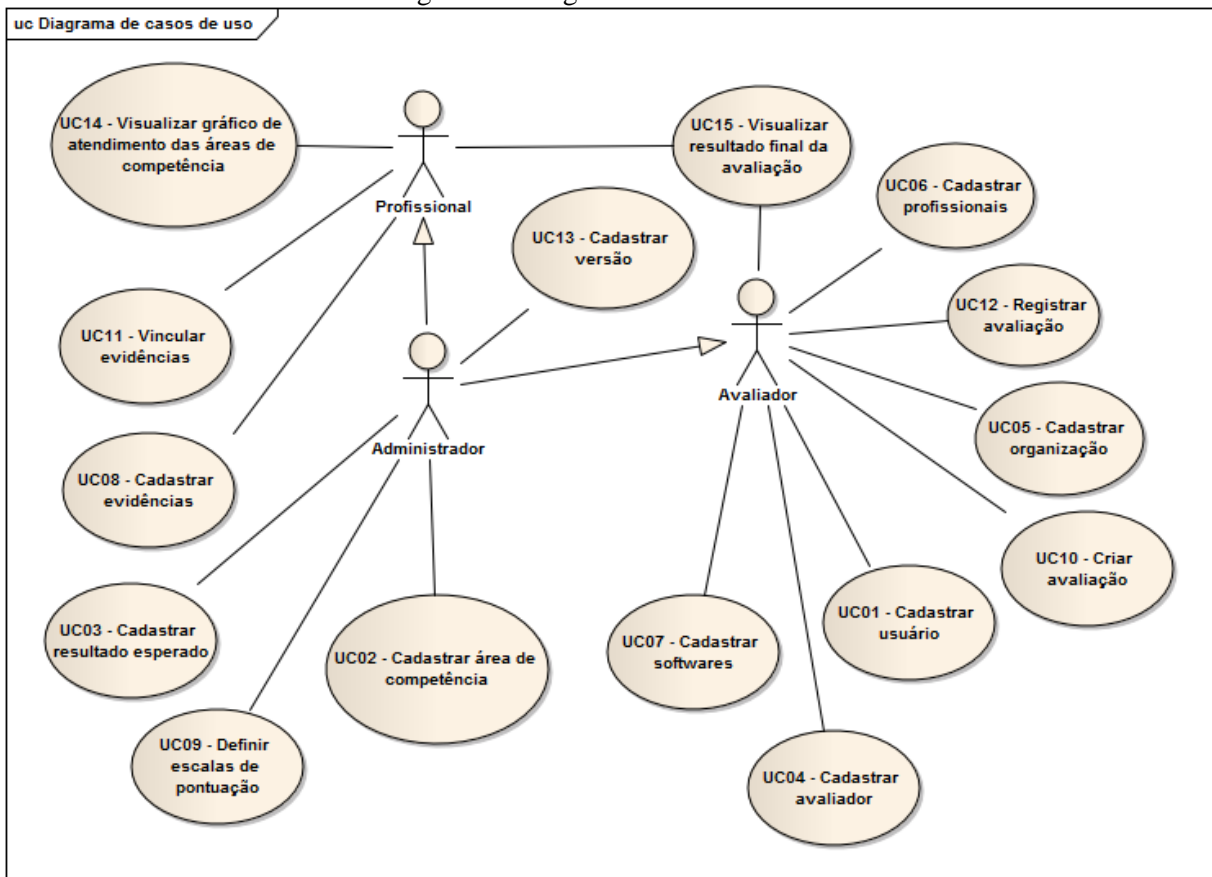 uc Diagrama de casos de uso
UC14 - Visualizar gráfico de
atendimento das áreas de
competência
Profissional
UC15 - Visualizar
resultado final da
avaliação
UC06 - Cadastrar
profissionais
UC13 - Cadastrar
versão
UC12 - Registrar
avaliação
UC11 - Vincular
evidências
Avaliador
UC05 - Cadastrar
organização
Administrador
UC08 - Cadastrar
evidências
UC10 - Criar
avaliação
UC03 - Cadastrar
resultado esperado
UC02 - Cadastrar área de
competência
UC07 - Cadastrar
softwares
UC01 - Cadastrar
usuário
UC09 - Definir
escalas de
pontuação
UC04 - Cadastrar
avaliador